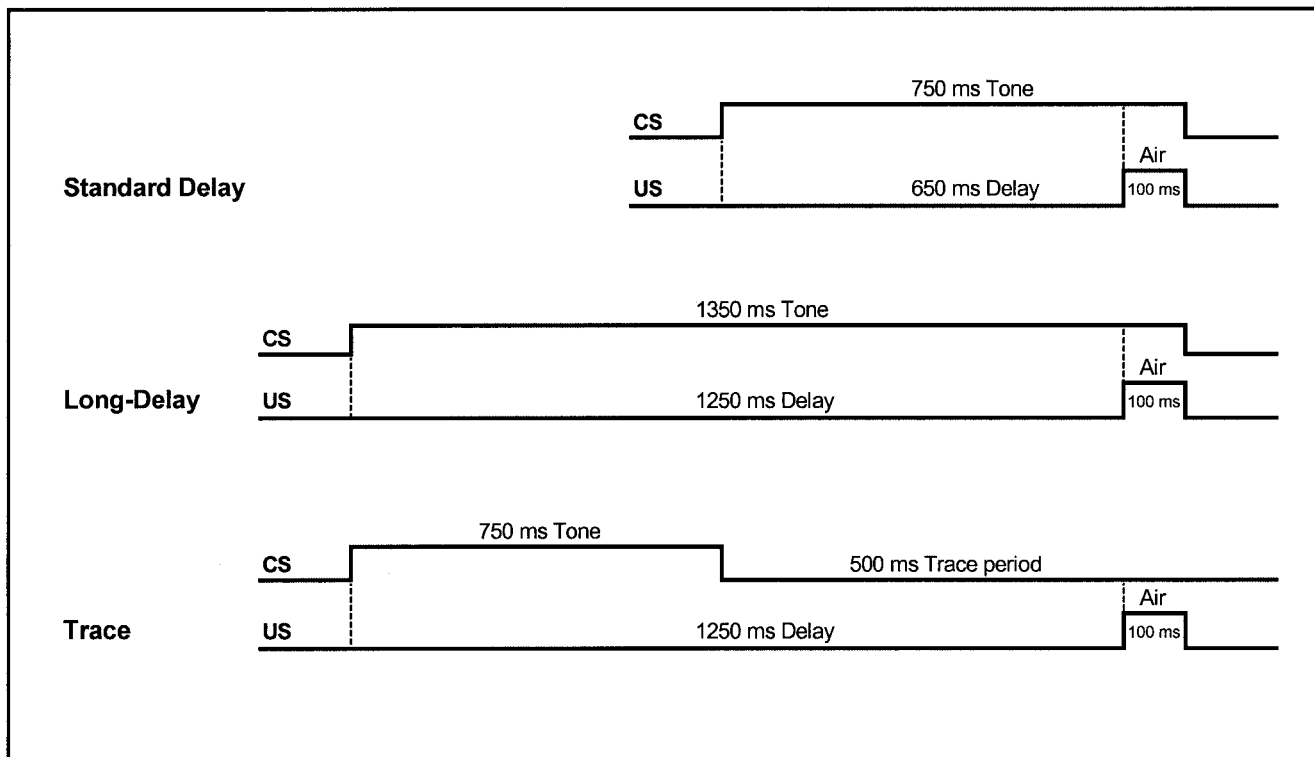 750 ms Tone
CS
Air
Standard Delay
US
650 ms Delay
100 ms
1350 ms Tone
CS
Air
Long-Delay
US
1250 ms Delay
100 ms
750 ms Tone
CS
500 ms Trace period
Air
Trace
US
1250 ms Delay
100 ms